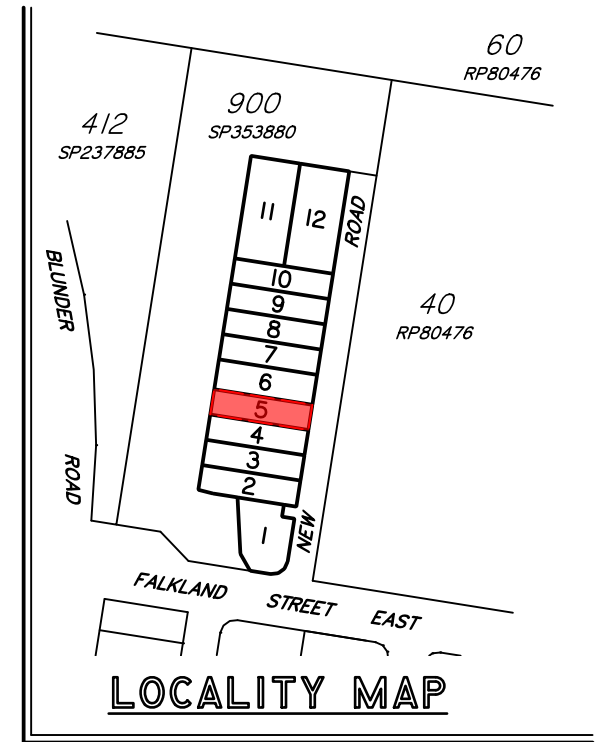 60
RP80476
900
SP353880
412
SP237885
11
12
ROAD
BLUNDER
10
9
40
RP80476
8
7
6
5
4
3
2
ROAD
1
NEW
FALKLAND STREET EAST
LOCALITY MAP